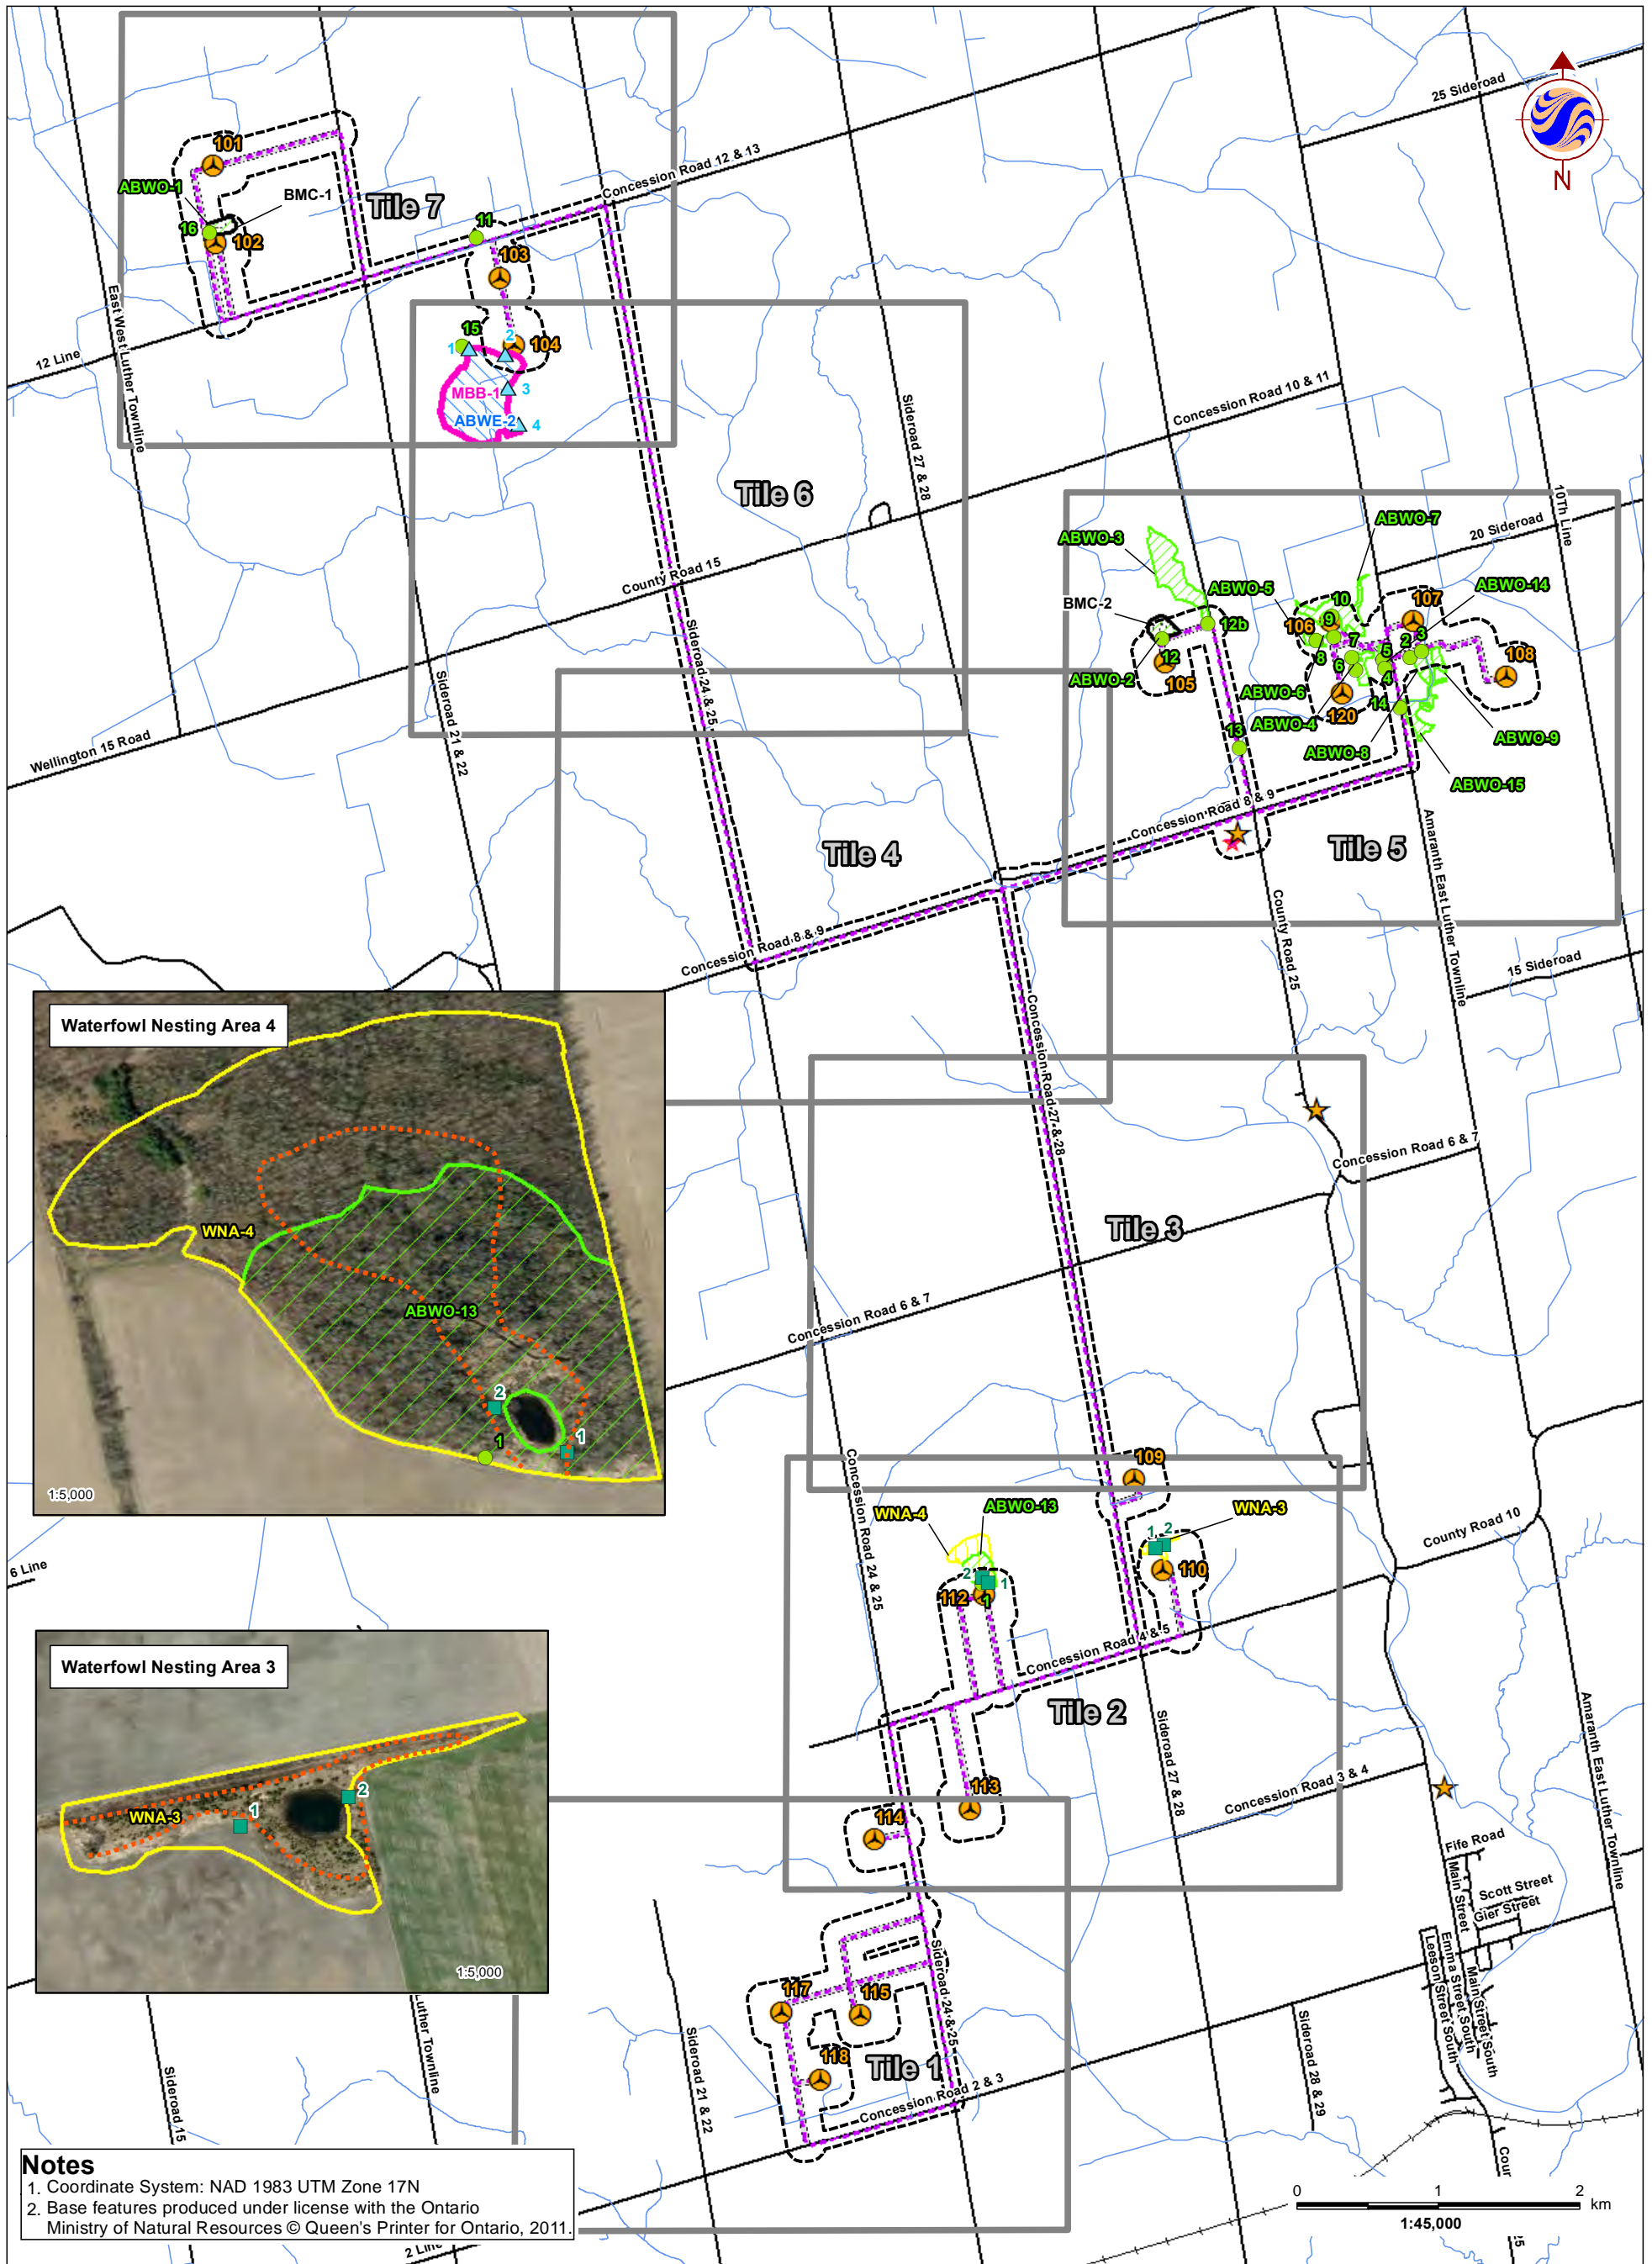 25 Sideroad
N
Concession Road 12 & 13
101
ABWO-1
BMC-1
Tile 7
16
102
11
103
East West Luther Townline
12 Line
15
1
2
104
MBB-1
3
ABWE-2
4
Sideroad 27 & 28
Concession Road 10 & 11
Tile 6
10Th Line
20 Sideroad
ABWO-7
ABWO-3
County Road 15
ABWO-5
ABWO-14
BMC-2
10
107
12b
106
9
7
2
3
8
5
12
6
4
108
ABWO-2
105
ABWO-6
120
14
ABWO-4
13
ABWO-8
ABWO-9
ABWO-15
Sideroad 24 & 25
Sideroad 21 & 22
Wellington 15 Road
Concession Road 8 & 9
Tile 4
Tile 5
Amaranth East Luther Townline
County Road 25
Concession Road 8 & 9
15 Sideroad
Waterfowl Nesting Area 4
WNA-4
ABWO-13
2
1
1
1:5,000
Concession Road 27 & 28
Concession Road 6 & 7
Tile 3
Concession Road 6 & 7
109
Concession Road 24 & 25
WNA-4
ABWO-13
WNA-3
1
2
110
2
1
112
1
County Road 10
6 Line
Concession Road 4 & 5
Waterfowl Nesting Area 3
WNA-3
1
2
1:5,000
Tile 2
Sideroad 27 & 28
Amaranth East Luther Townline
113
Concession Road 3 & 4
114
Fife Road
Main Street
Scott Street
Gier Street
Sideroad 24 & 25
Leeson Street South
Emma Street South
Main Street South
117
115
118
Tile 1
Sideroad 21 & 22
Concession Road 2 & 3
Sideroad 28 & 29
Sideroad 15
Luther Townline
Cour
Notes
1. Coordinate System: NAD 1983 UTM Zone 17N
2. Base features produced under license with the Ontario
Ministry of Natural Resources © Queen's Printer for Ontario, 2011.
2 Line
0 1 2
km
1:45,000
15